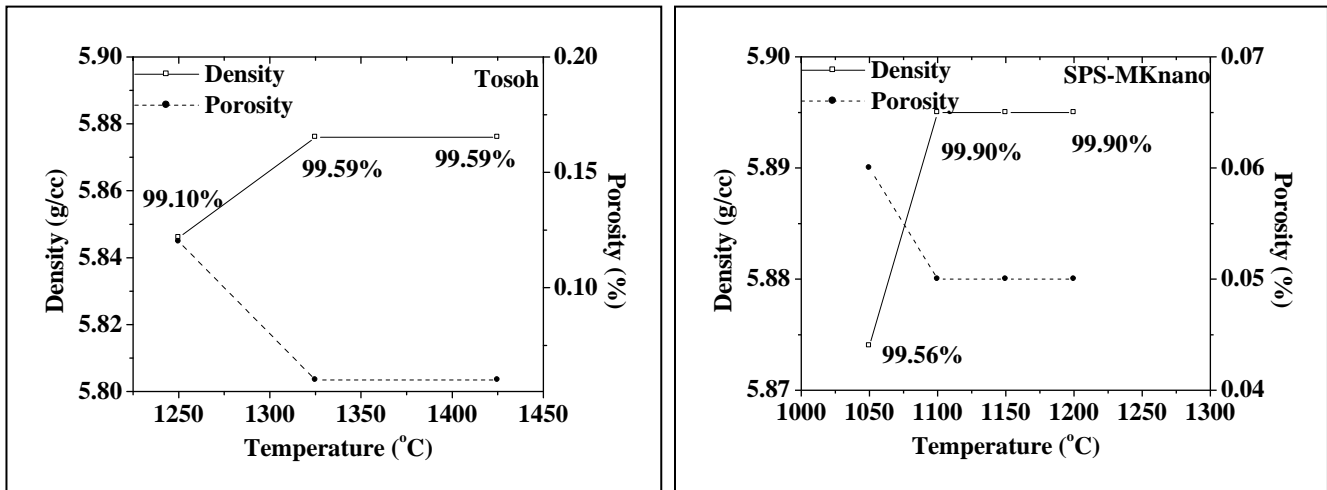 5.90
5.88
5.86
5.84
5.82
5.80
Density (g/cc)
Density
Porosity
Tosoh
99.10%
99.59%
99.59%
0.20
0.15
0.10
Porosity (%)
1250 1300 1350 1400 1450
Temperature (°C)
5.90
5.89
5.88
5.87
Density (g/cc)
Density
Porosity
SPS-MKnano
99.90%
99.90%
99.56%
0.07
0.06
0.05
0.04
Porosity (%)
1000 1050 1100 1150 1200 1250 1300
Temperature (°C)